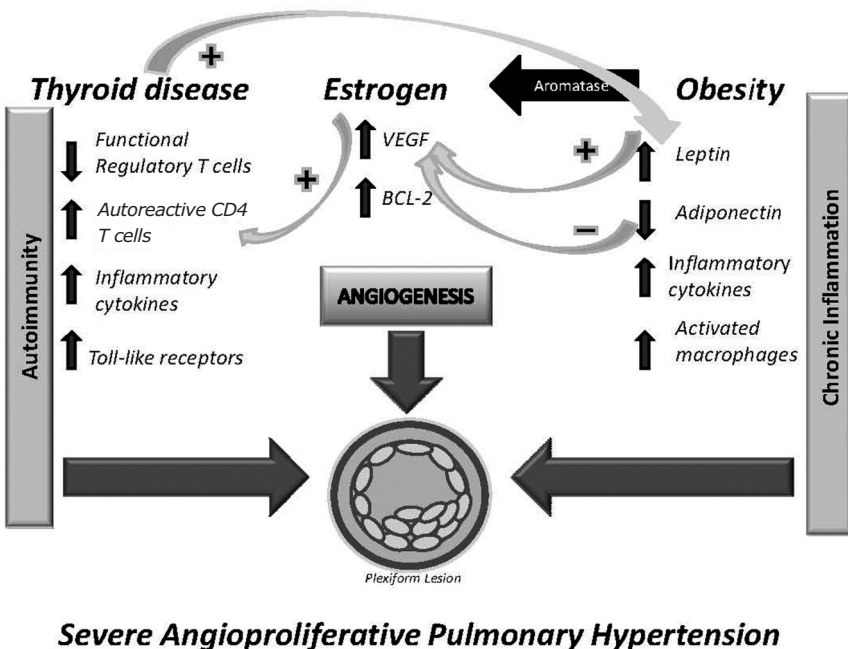 +
Thyroid disease
Estrogen
Aromatase
Obesity
Autoimmunity
Functional
Regulatory T cells
Autoreactive CD4
T cells
Inflammatory
cytokines
Toll-like receptors
+
VEGF
BCL-2
+
−
Leptin
Adiponectin
Inflammatory
cytokines
Activated
macrophages
Chronic Inflammation
ANGIOGENESIS
Plexiform Lesion
Severe Angioproliferative Pulmonary Hypertension